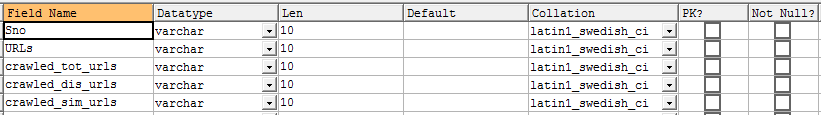 Field Name Datatype Len Default Collation PK? Not Null?
Sno varchar 10 latin1_swedish_ci
URLs varchar 10 latin1_swedish_ci
crawled_tot_urls varchar 10 latin1_swedish_ci
crawled_dis_urls varchar 10 latin1_swedish_ci
crawled_sim_urls varchar 10 latin1_swedish_ci